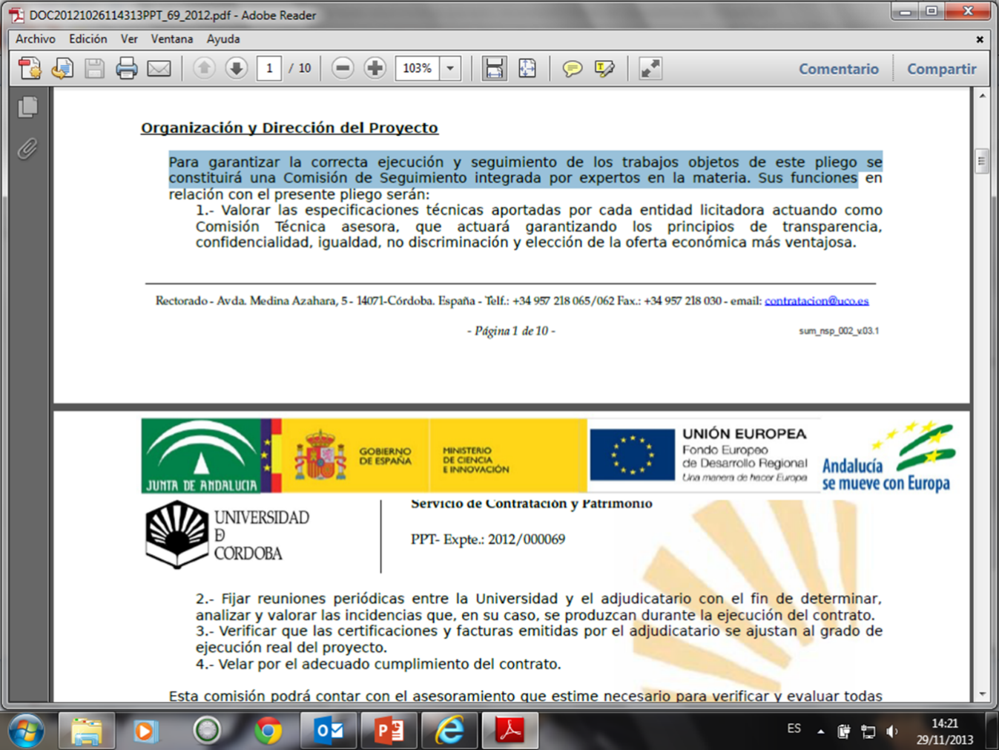 DOC20121026114313PPT_69_2012.pdf - Adobe Reader
Archivo Edición Ver Ventana Ayuda
1 / 10 103% Comentario Compartir
Organización y Dirección del Proyecto
Para garantizar la correcta ejecución y seguimiento de los trabajos objetos de este pliego se
constituirá una Comisión de Seguimiento integrada por expertos en la materia. Sus funciones en
relación con el presente pliego serán:
1.- Valorar las especificaciones técnicas aportadas por cada entidad licitadora actuando como
Comisión Técnica asesora, que actuará garantizando los principios de transparencia,
confidencialidad, igualdad, no discriminación y elección de la oferta económica más ventajosa.
Rectorado - Avda. Medina Azahara, 5 - 14071-Córdoba. España - Telf.: +34 957 218 065/062 Fax.: +34 957 218 030 - email: contratacion@uco.es
- Página 1 de 10 -
sum_nsp_002_v.03.1
JUNTA DE ANDALUCIA
GOBIERNO
DE ESPAÑA
MINISTERIO
DE CIENCIA
E INNOVACIÓN
UNIÓN EUROPEA
Fondo Europeo
de Desarrollo Regional
Una manera de hacer Europa
Andalucía
se mueve con Europa
UNIVERSIDAD
Ð
CÓRDOBA
Servicio de Contratación y Patrimonio
PPT- Expte.: 2012/000069
2.- Fijar reuniones periódicas entre la Universidad y el adjudicatario con el fin de determinar,
analizar y valorar las incidencias que, en su caso, se produzcan durante la ejecución del contrato.
3.- Verificar que las certificaciones y facturas emitidas por el adjudicatario se ajustan al grado de
ejecución real del proyecto.
4.- Velar por el adecuado cumplimiento del contrato.
Esta comisión podrá contar con el asesoramiento que estime necesario para verificar y evaluar todas
ES
14:21
29/11/2013